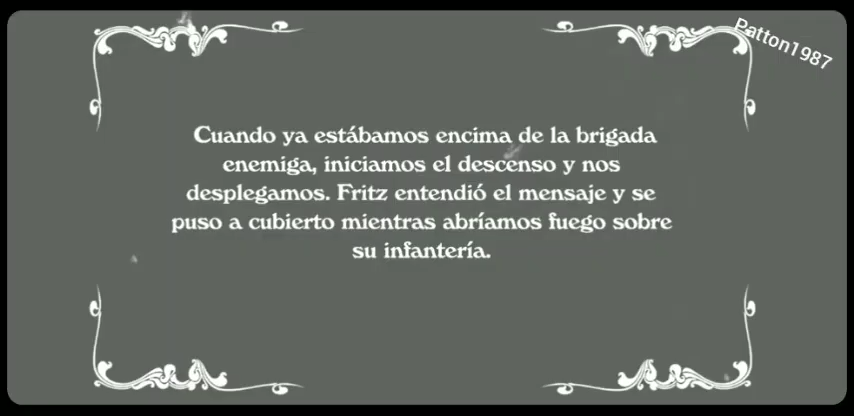 Patton1987
Cuando ya estábamos encima de la brigada
enemiga, iniciamos el descenso y nos
desplegamos. Fritz entendió el mensaje y se
puso a cubierto mientras abríamos fuego sobre
su infantería.